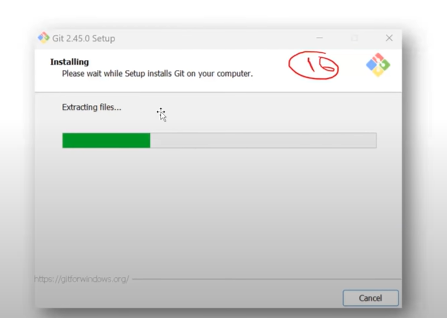 Git 2.45.0 Setup
Installing
Please wait while Setup installs Git on your computer.
16
Extracting files...
https://gitforwindows.org/
Cancel